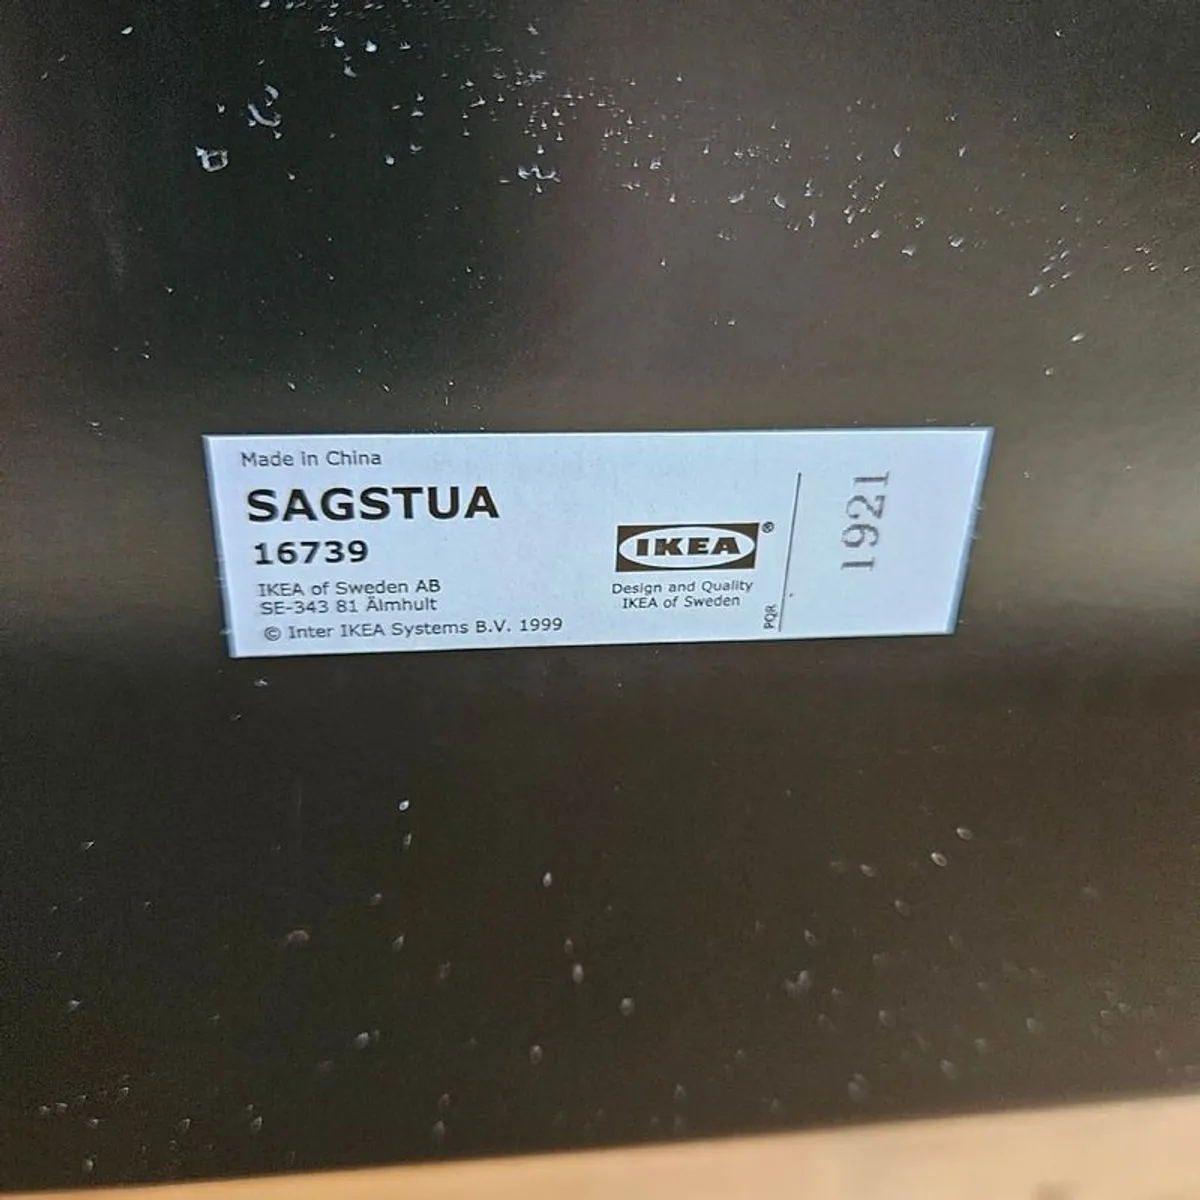 Made in China
SAGSTUA
16739
IKEA of Sweden AB
SE-343 81 Älmhult
© Inter IKEA Systems B.V. 1999
IKEA®
Design and Quality
IKEA of Sweden
PQR
1921